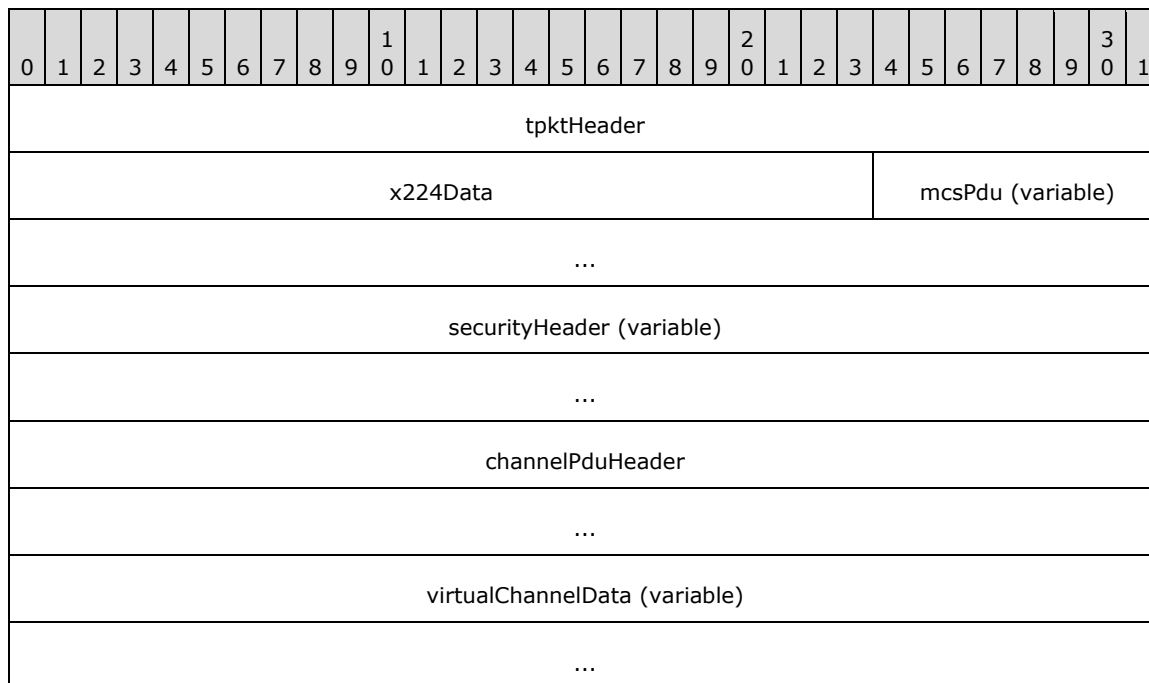 1 2 3
0 1 2 3 4 5 6 7 8 9 0 1 2 3 4 5 6 7 8 9 0 1 2 3 4 5 6 7 8 9 0 1
tpktHeader
x224Data mcsPdu (variable)
...
securityHeader (variable)
...
channelPduHeader
...
virtualChannelData (variable)
...